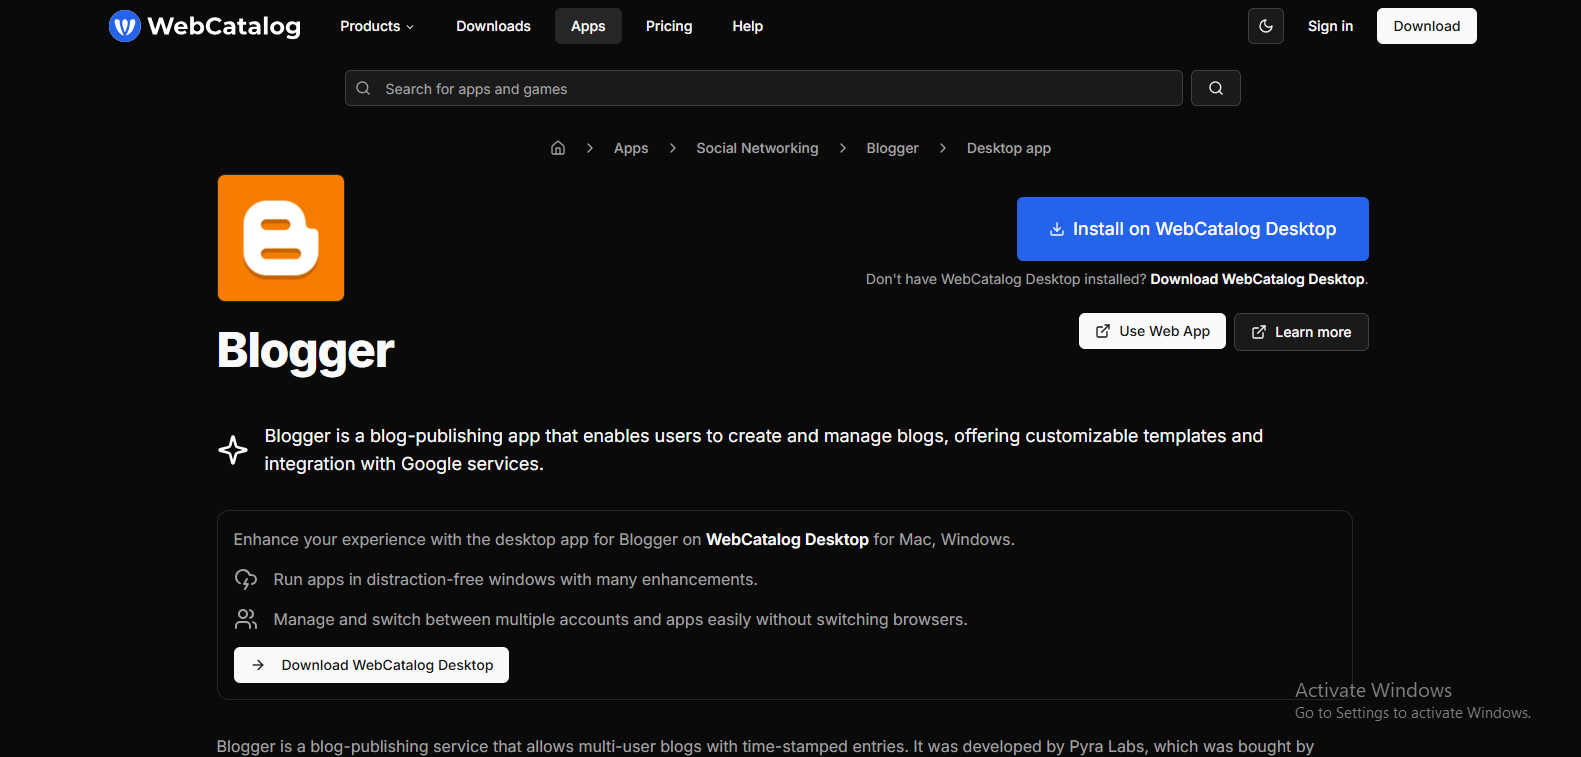 WebCatalog
Products
Downloads
Apps
Pricing
Help
Sign in
Download
Search for apps and games
Apps
Social Networking
Blogger
Desktop app
Install on WebCatalog Desktop
Don't have WebCatalog Desktop installed? Download WebCatalog Desktop.
Use Web App
Learn more
Blogger
Blogger is a blog-publishing app that enables users to create and manage blogs, offering customizable templates and
integration with Google services.
Enhance your experience with the desktop app for Blogger on WebCatalog Desktop for Mac, Windows.
Run apps in distraction-free windows with many enhancements.
Manage and switch between multiple accounts and apps easily without switching browsers.
Download WebCatalog Desktop
Activate Windows
Go to Settings to activate Windows.
Blogger is a blog-publishing service that allows multi-user blogs with time-stamped entries. It was developed by Pyra Labs, which was bought by